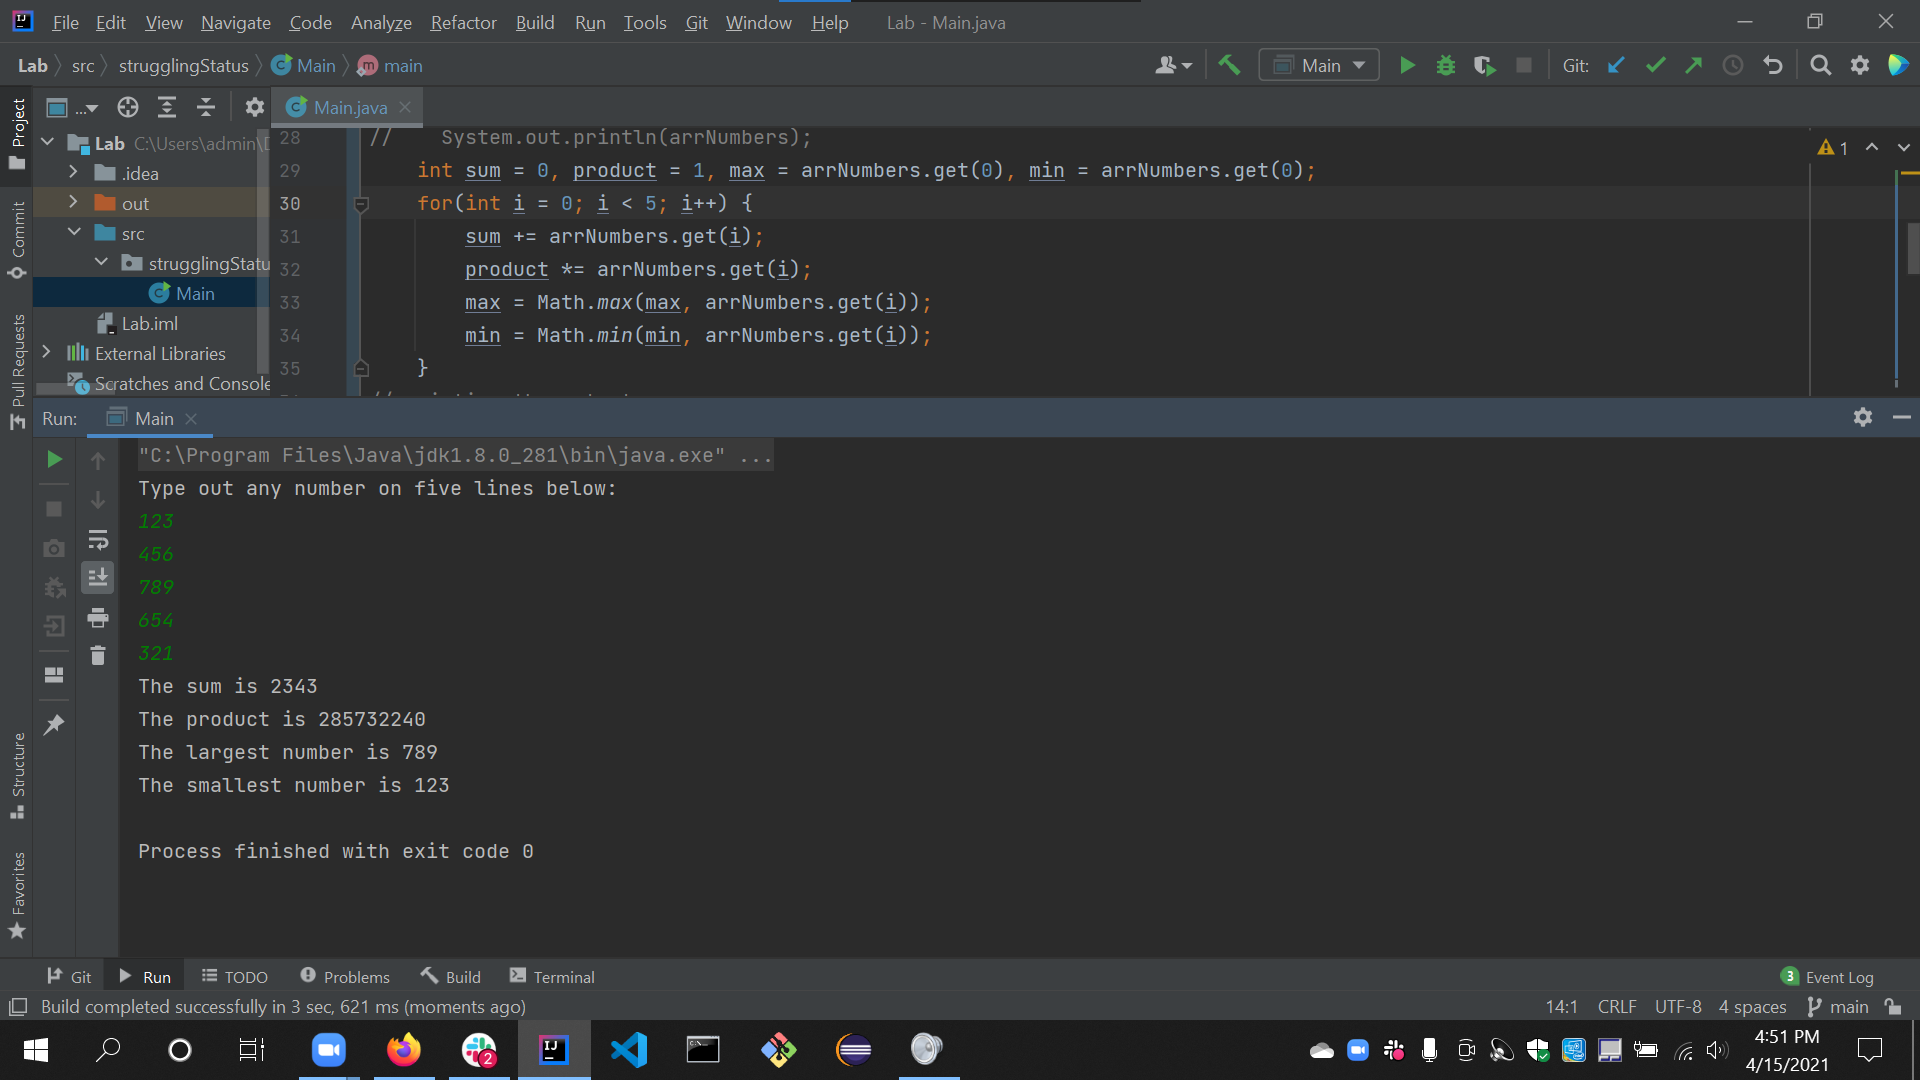 File Edit View Navigate Code Analyze Refactor Build Run Tools Git Window Help Lab - Main.java
Lab src strugglingStatus Main main Main Git:
Project
Commit
Pull Requests
Structure
Favorites
... Main.java
Lab C:\Users\admin\D
.idea
out
src
strugglingStatu
Main
Lab.iml
External Libraries
Scratches and Console
1
28 // System.out.println(arrNumbers);
29 int sum = 0, product = 1, max = arrNumbers.get(0), min = arrNumbers.get(0);
30 for(int i = 0; i < 5; i++) {
31 sum += arrNumbers.get(i);
32 product *= arrNumbers.get(i);
33 max = Math.max(max, arrNumbers.get(i));
34 min = Math.min(min, arrNumbers.get(i));
35 }
Run: Main
"C:\Program Files\Java\jdk1.8.0_281\bin\java.exe" ...
Type out any number on five lines below:
123
456
789
654
321
The sum is 2343
The product is 285732240
The largest number is 789
The smallest number is 123
Process finished with exit code 0
Git Run TODO Problems Build Terminal 3 Event Log
Build completed successfully in 3 sec, 621 ms (moments ago) 14:1 CRLF UTF-8 4 spaces main
2
4:51 PM
4/15/2021